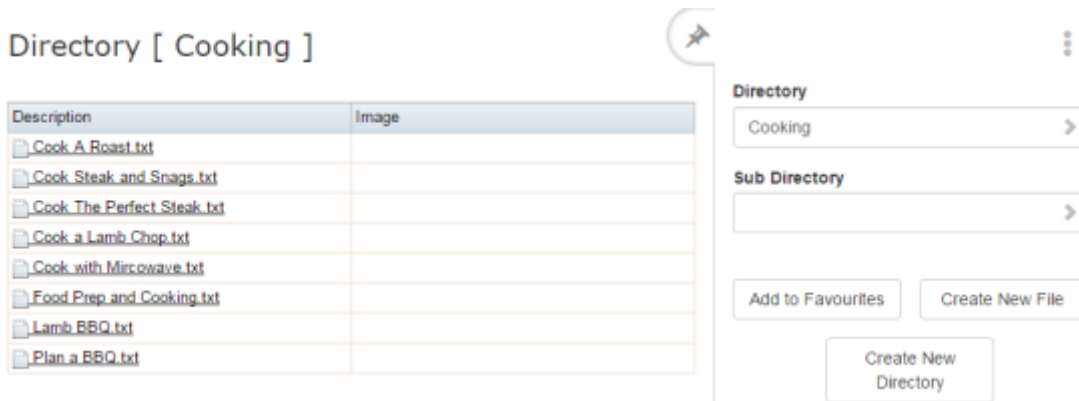 Directory [ Cooking ]
Description Image
Cook A Roast.txt
Cook Steak and Snags.txt
Cook The Perfect Steak.txt
Cook a Lamb Chop.txt
Cook with Mircowave.txt
Food Prep and Cooking.txt
Lamb BBQ.txt
Plan a BBQ.txt
Directory
Cooking
Sub Directory
Add to Favourites Create New File
Create New
Directory